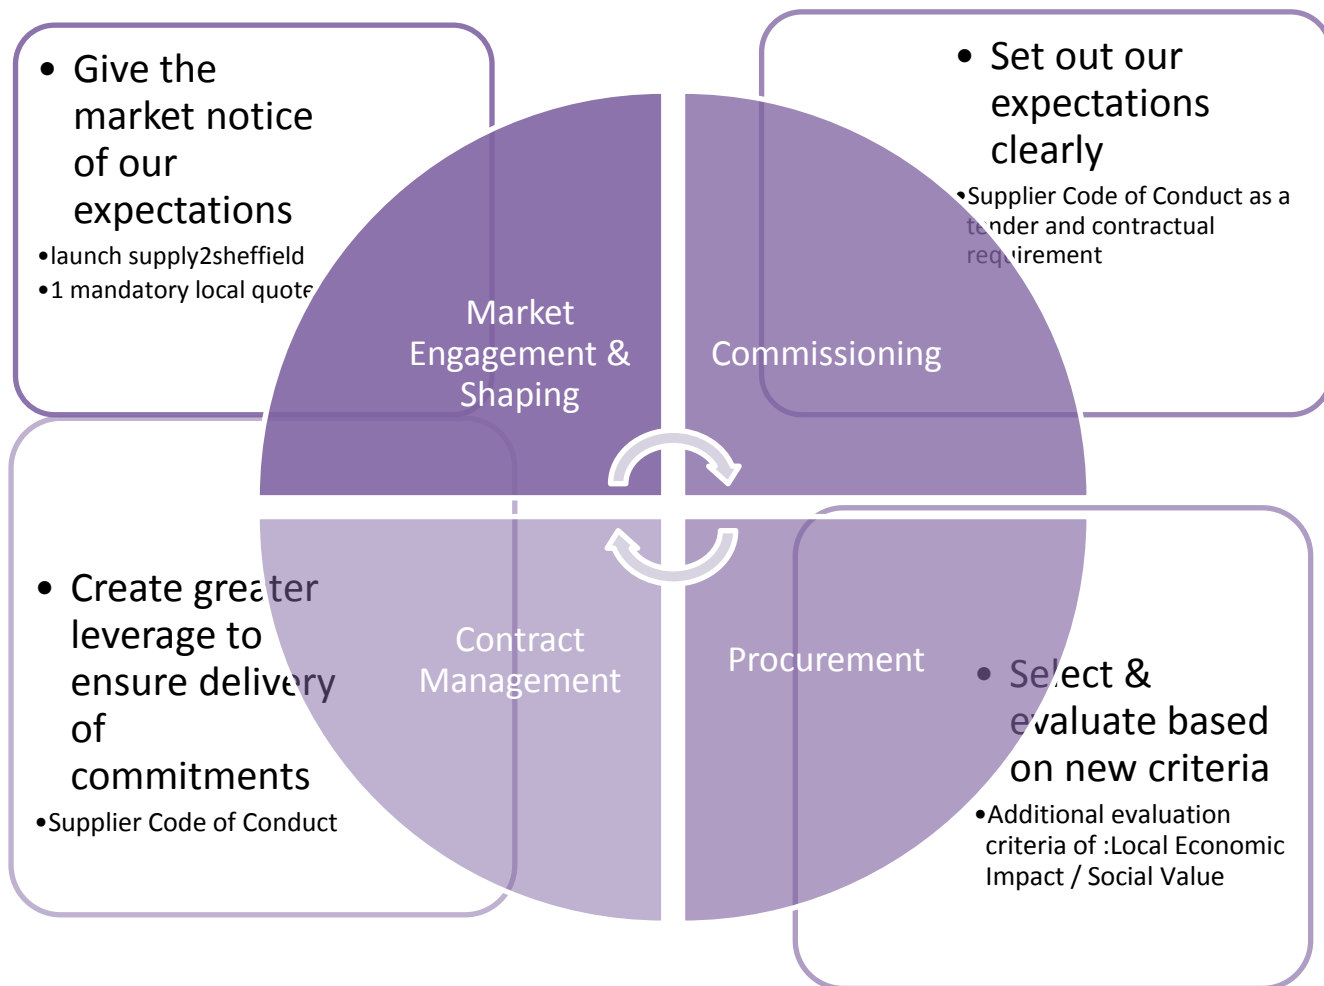 • Give the
market notice
of our
expectations
•launch supply2sheffield
•1 mandatory local quote
Market
Engagement &
Shaping
• Set out our
expectations
clearly
•Supplier Code of Conduct as a
tender and contractual
requirement
Commissioning
• Create greater
leverage to
ensure delivery
of
commitments
•Supplier Code of Conduct
Contract
Management
Procurement
• Select &
evaluate based
on new criteria
•Additional evaluation
criteria of :Local Economic
Impact / Social Value